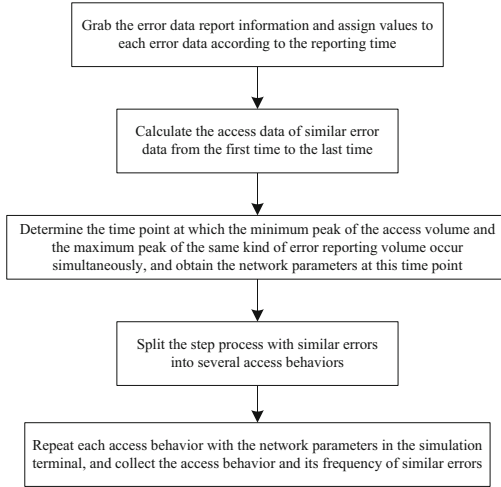 Grab the error data report information and assign values to
each error data according to the reporting time
Calculate the access data of similar error
data from the first time to the last time
Determine the time point at which the minimum peak of the access volume and
the maximum peak of the same kind of error reporting volume occur
simultaneously, and obtain the network parameters at this time point
Split the step process with similar errors
into several access behaviors
Repeat each access behavior with the network parameters in the simulation
terminal, and collect the access behavior and its frequency of similar errors